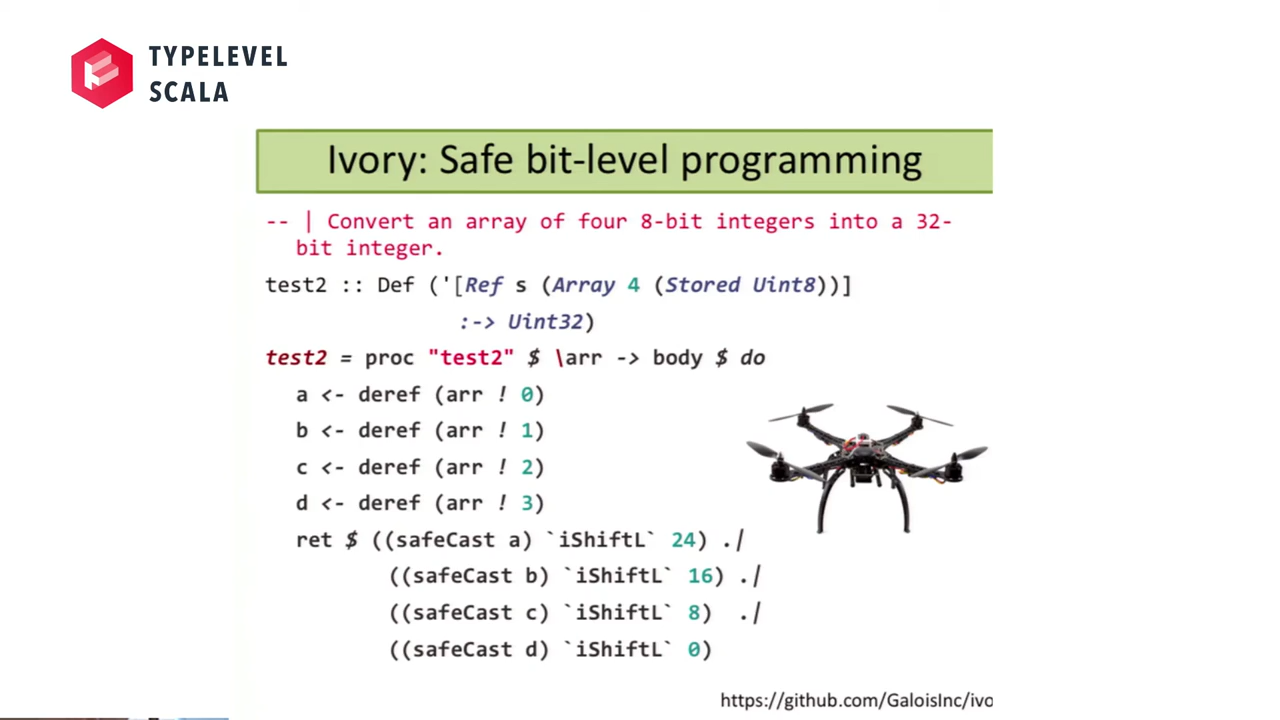 TYPELEVEL
SCALA
Ivory: Safe bit-level programming
-- | Convert an array of four 8-bit integers into a 32-
bit integer.
test2 :: Def ('[Ref s (Array 4 (Stored Uint8))]
:-> Uint32)
test2 = proc "test2" $ \arr -> body $ do
a <- deref (arr ! 0)
b <- deref (arr ! 1)
c <- deref (arr ! 2)
d <- deref (arr ! 3)
ret $ ((safeCast a) `iShiftL` 24) .|
((safeCast b) `iShiftL` 16) .|
((safeCast c) `iShiftL` 8) .|
((safeCast d) `iShiftL` 0)
https://github.com/GaloisInc/ivo